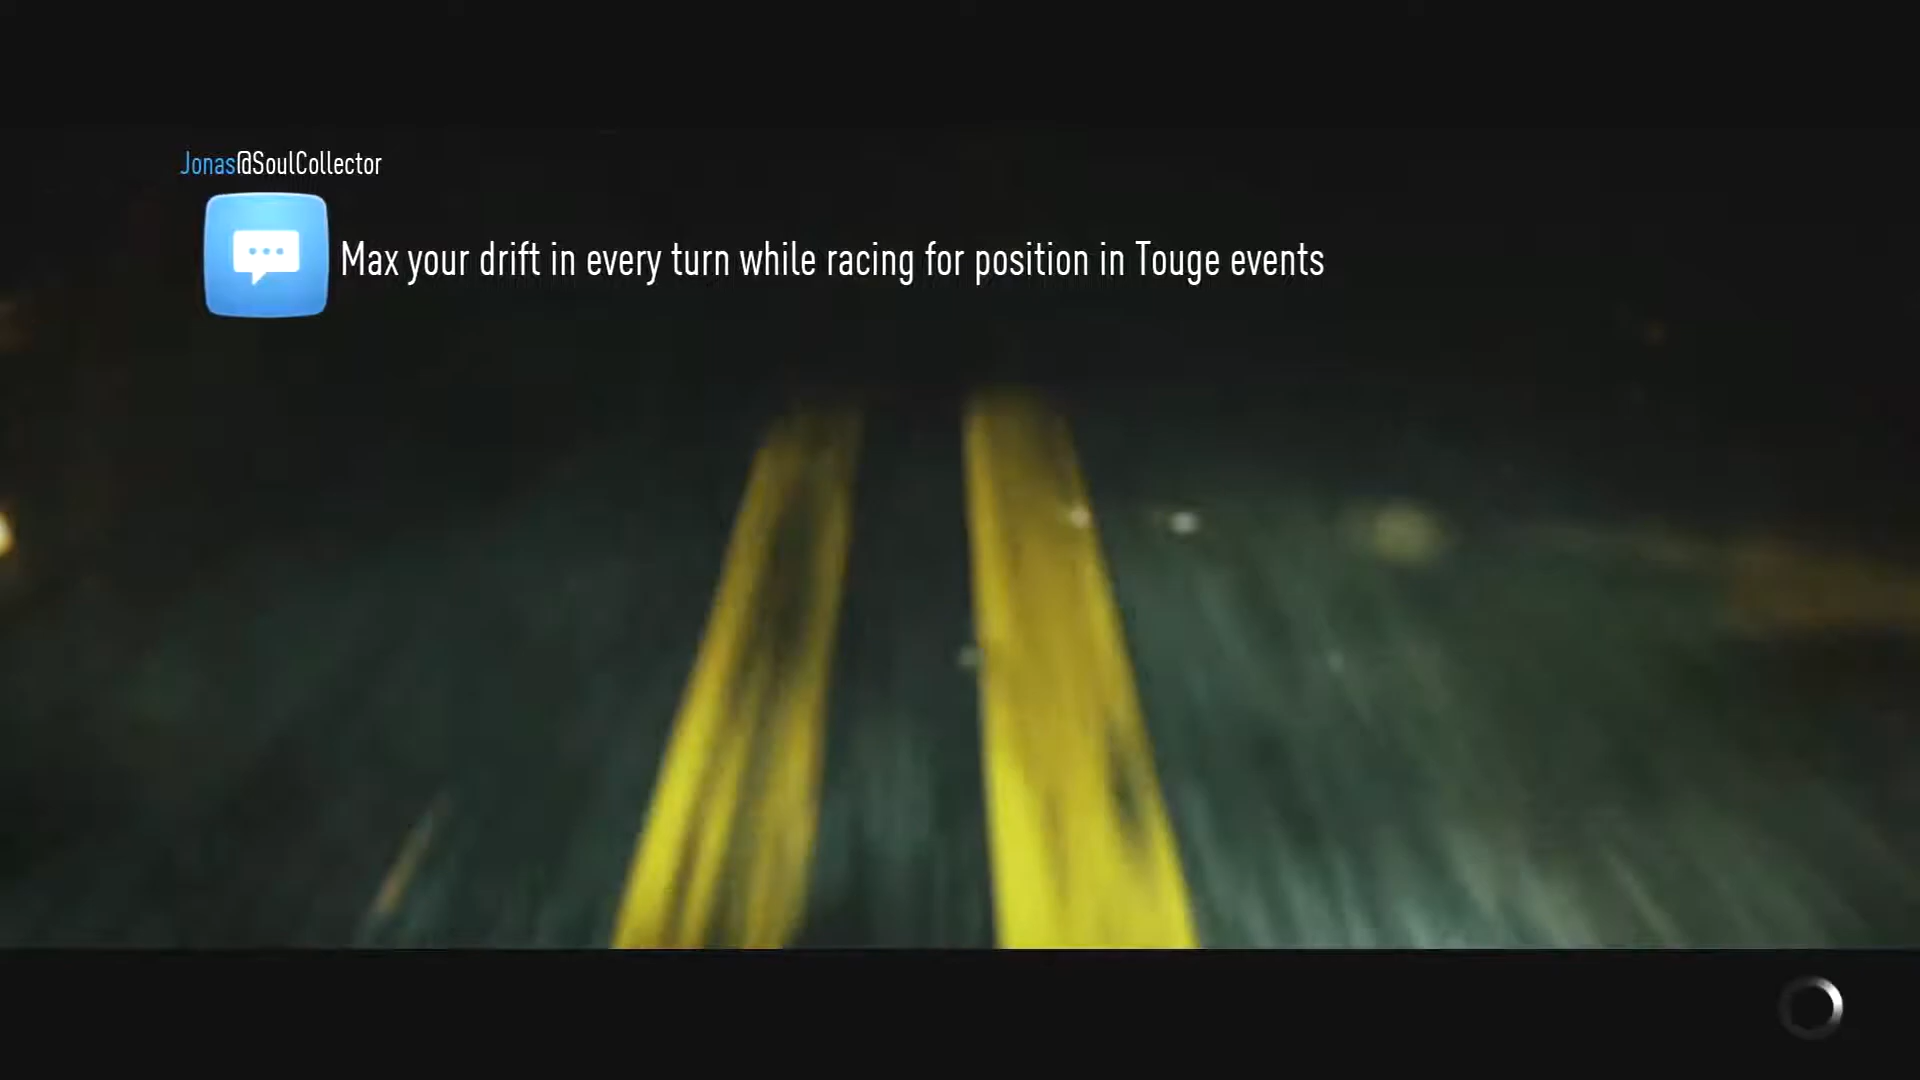 Jonas@SoulCollector
Max your drift in every turn while racing for position in Touge events